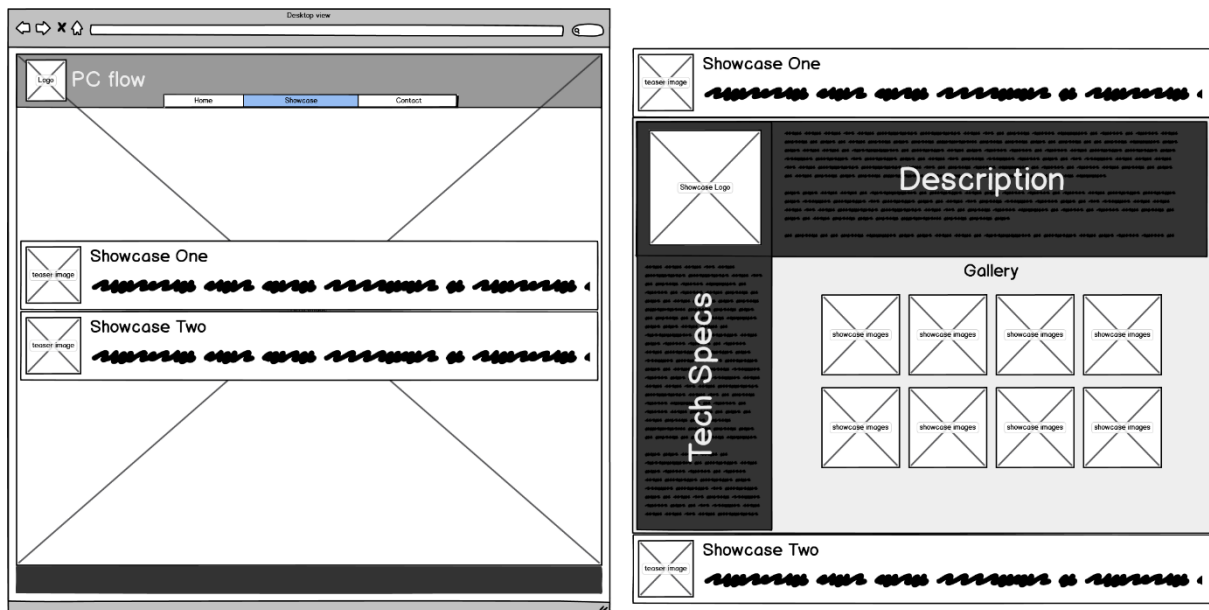 Desktop view
Logo
PC flow
Home
Showcase
Contact
teaser image
Showcase One
teaser image
Showcase Two
teaser image
Showcase One
Showcase Logo
Description
Tech Specs
Gallery
showcase images
showcase images
showcase images
showcase images
showcase images
showcase images
showcase images
showcase images
teaser image
Showcase Two